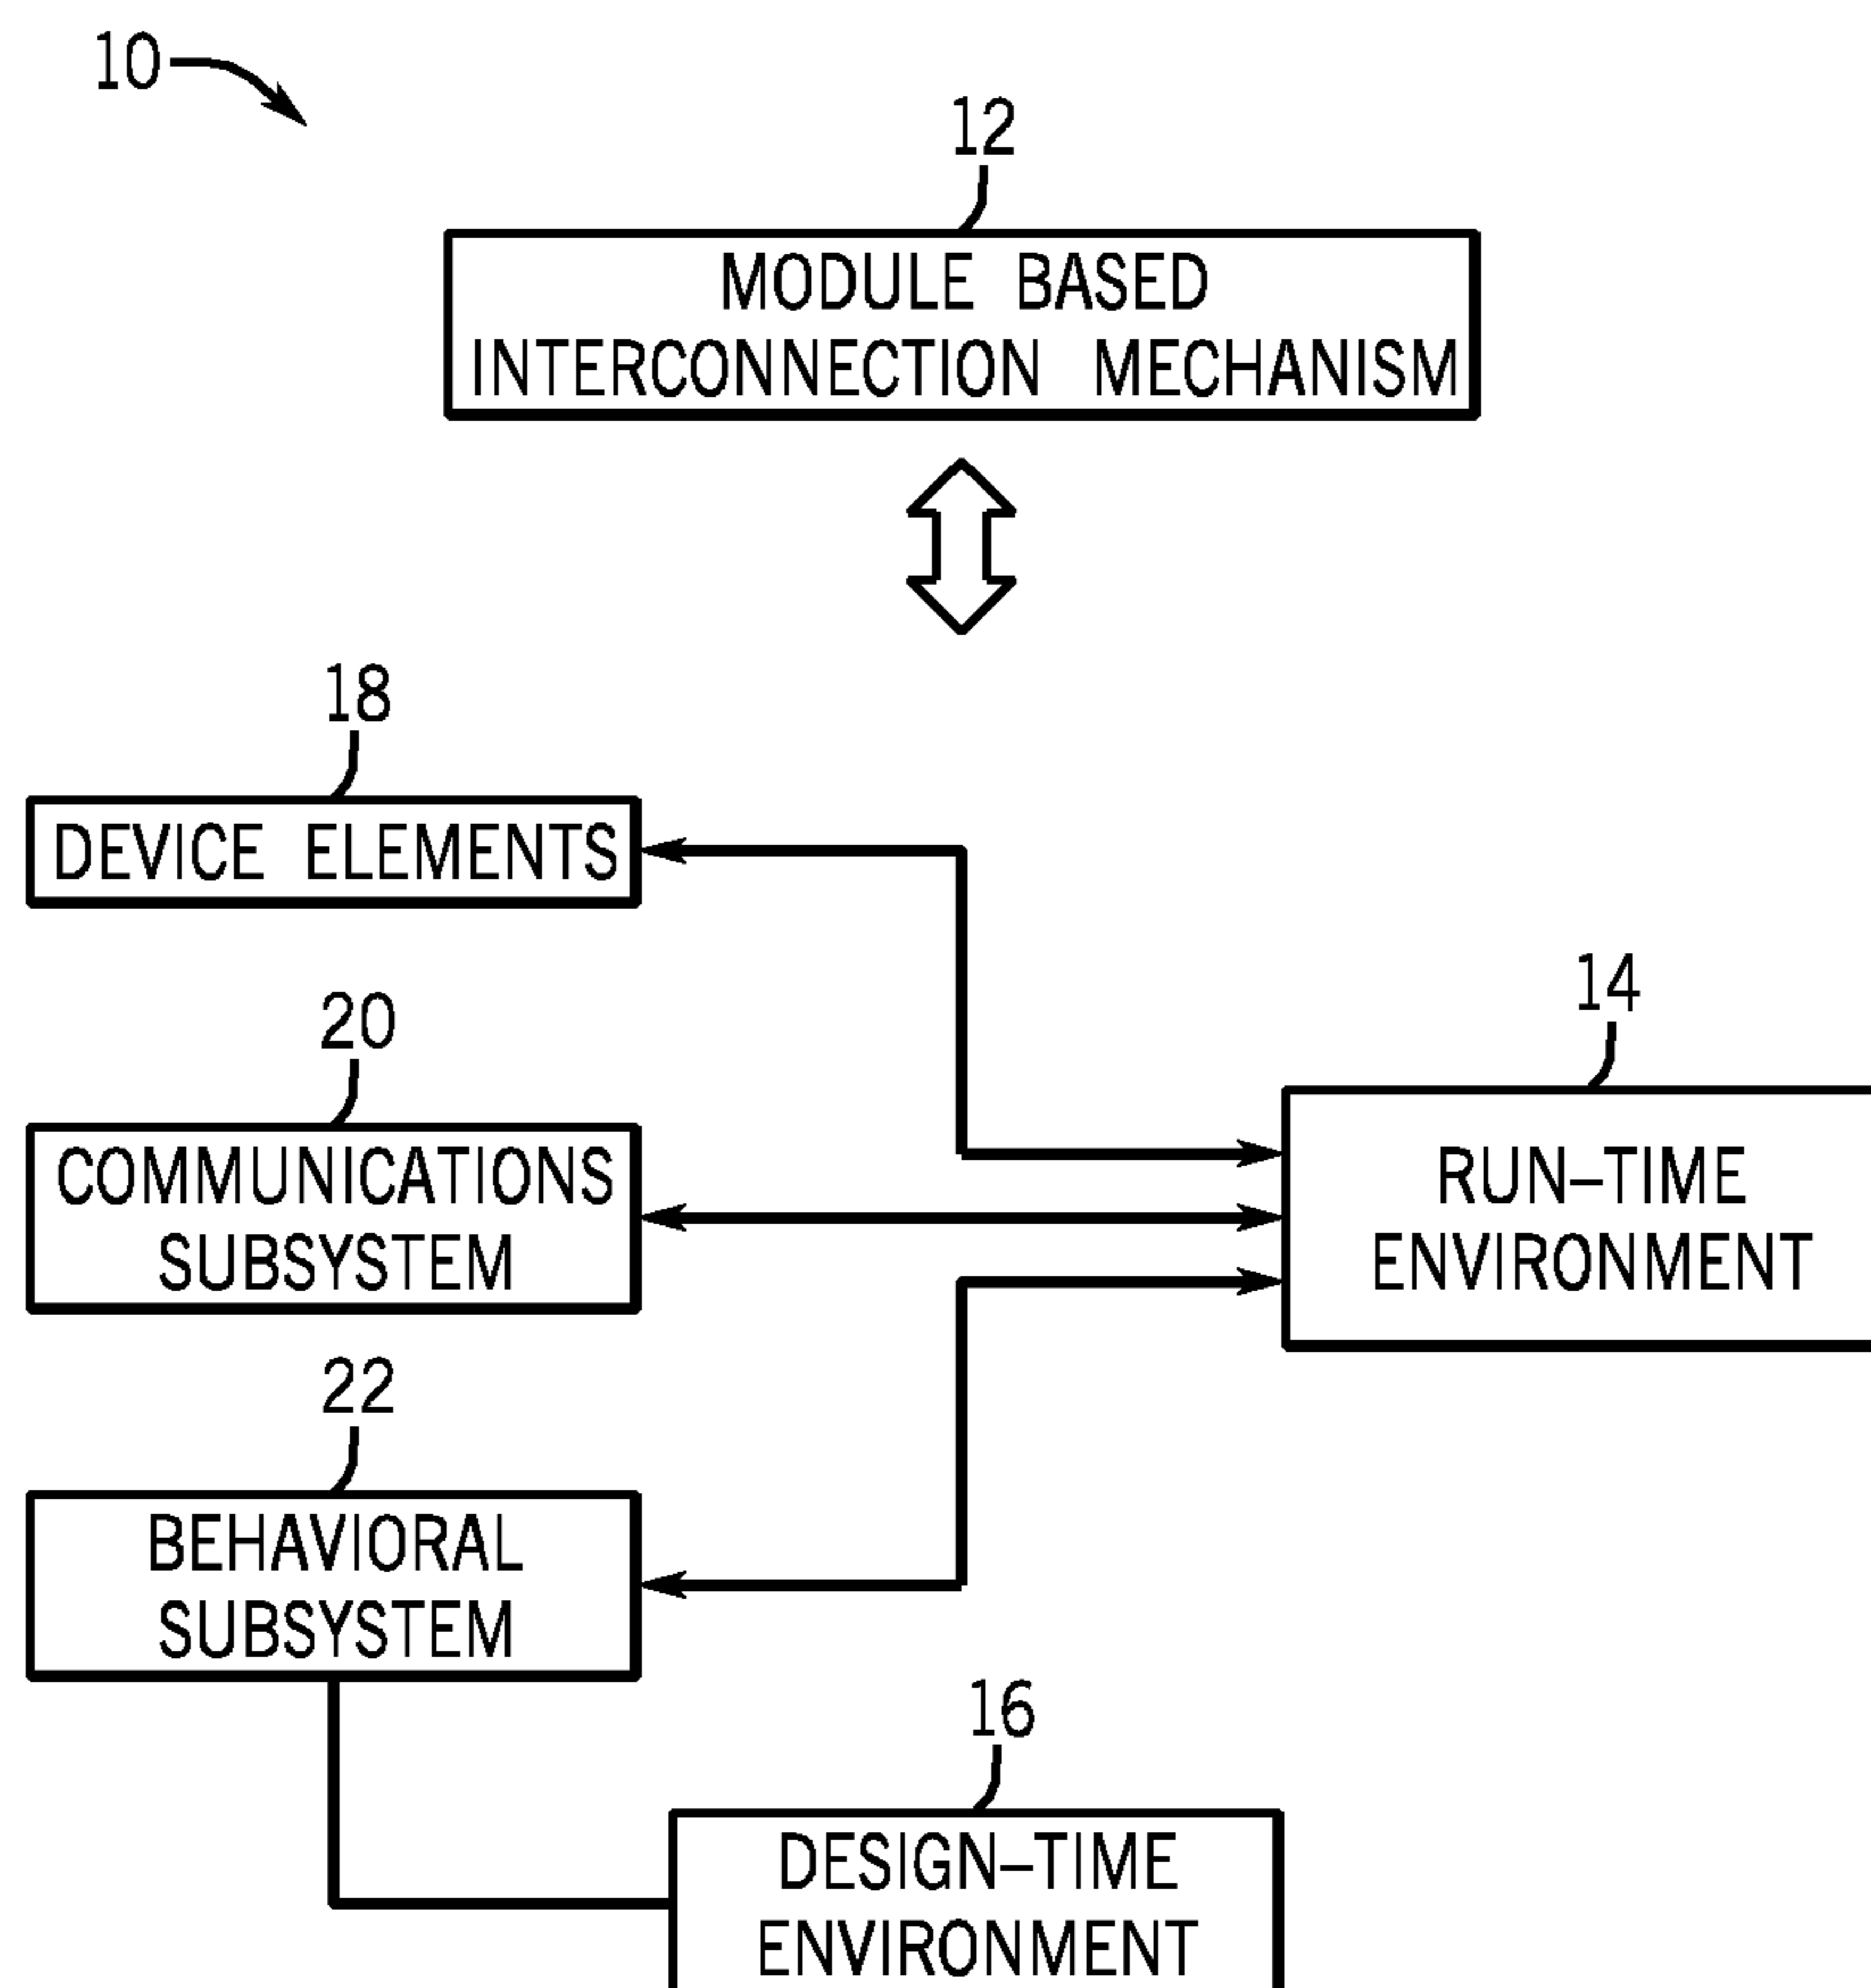 10
12
MODULE BASED
INTERCONNECTION MECHANISM
18
DEVICE ELEMENTS
14
20
COMMUNICATIONS
SUBSYSTEM
RUN–TIME
ENVIRONMENT
22
BEHAVIORAL
SUBSYSTEM
16
DESIGN–TIME
ENVIRONMENT